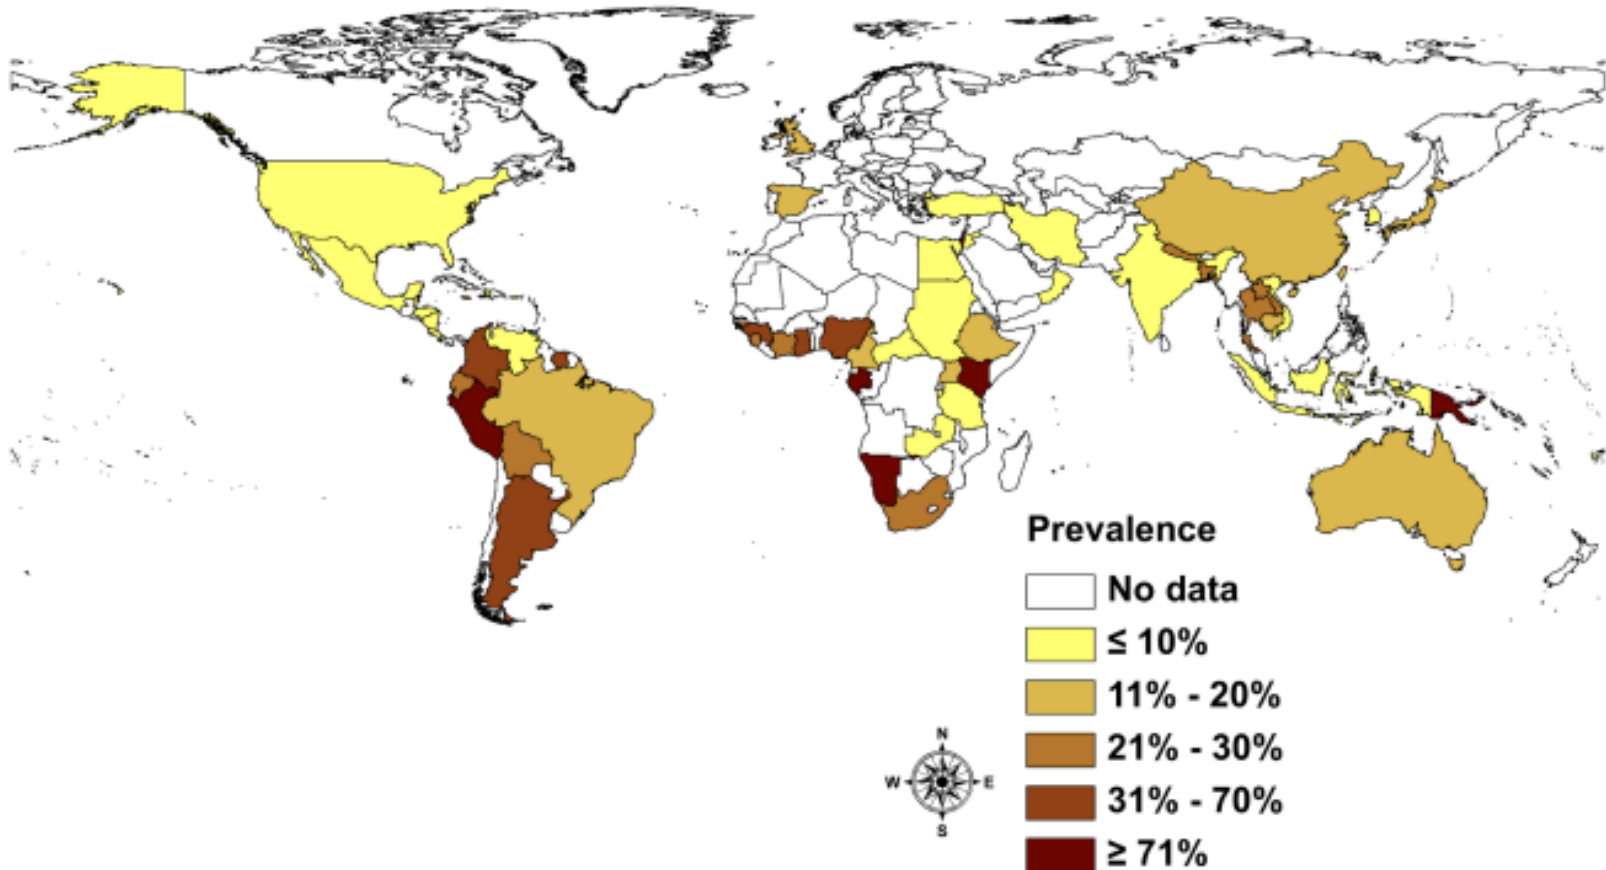 Prevalence
No data
≤ 10%
11% - 20%
21% - 30%
31% - 70%
≥ 71%
N
W E
S